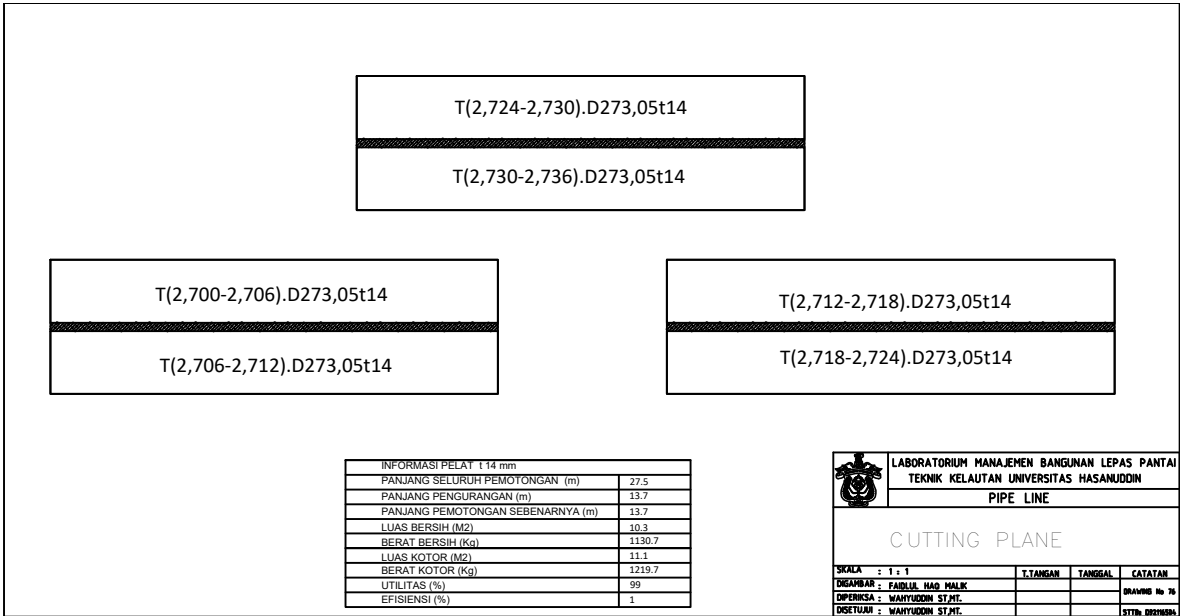 T(2,724-2,730).D273,05t14
T(2,730-2,736).D273,05t14
T(2,700-2,706).D273,05t14
T(2,706-2,712).D273,05t14
T(2,712-2,718).D273,05t14
T(2,718-2,724).D273,05t14
INFORMASI PELAT t 14 mm
PANJANG SELURUH PEMOTONGAN (m) 27.5
PANJANG PENGURANGAN (m) 13.7
PANJANG PEMOTONGAN SEBENARNYA (m) 13.7
LUAS BERSIH (M2) 10.3
BERAT BERSIH (Kg) 1130.7
LUAS KOTOR (M2) 11.1
BERAT KOTOR (Kg) 1219.7
UTILITAS (%) 99
EFISIENSI (%) 1
LABORATORIUM MANAJEMEN BANGUNAN LEPAS PANTAI
TEKNIK KELAUTAN UNIVERSITAS HASANUDDIN
PIPE LINE
CUTTING PLANE
SKALA : 1 : 1 T.TANGAN TANGGAL CATATAN
DIGAMBAR : FAIDLUL HAQ MALIK
DRAWING No 76
DIPERIKSA : WAHYUDDIN ST,MT.
DISETUJUI : WAHYUDDIN ST,MT.